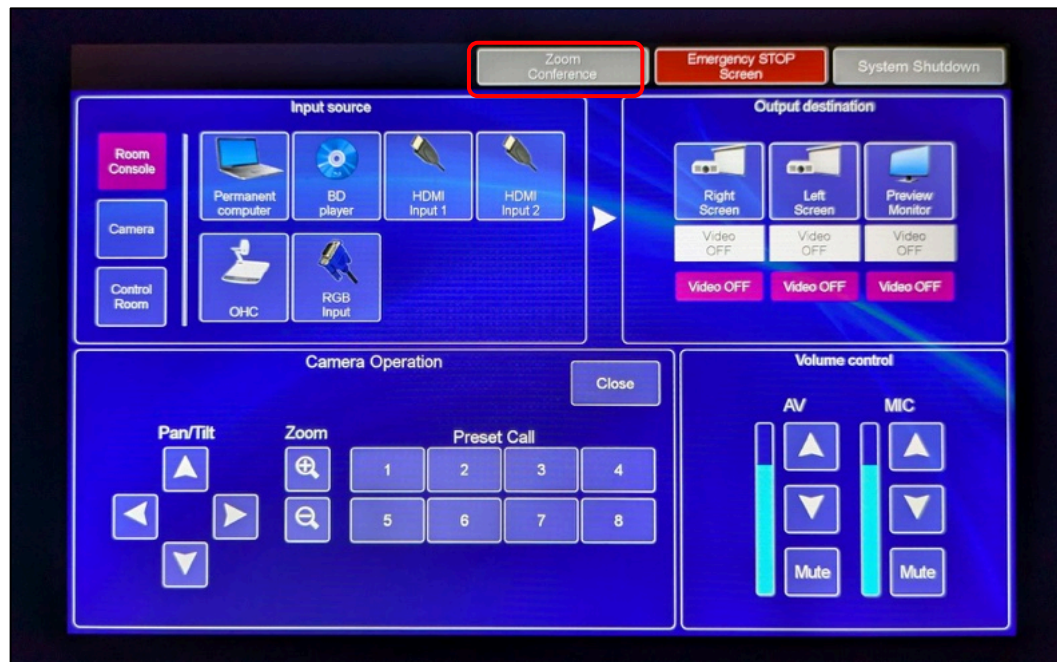 Zoom
Conference
Emergency STOP
Screen
System Shutdown
Input source
Room
Console
Camera
Control
Room
Permanent
computer
BD
player
HDMI
Input 1
HDMI
Input 2
OHC
RGB
Input
Output destination
Right
Screen
Left
Screen
Preview
Monitor
Video
OFF
Video
OFF
Video
OFF
Video OFF
Video OFF
Video OFF
Camera Operation
Close
Pan/Tilt
Zoom
Preset Call
1
2
3
4
5
6
7
8
Volume control
AV
MIC
Mute
Mute